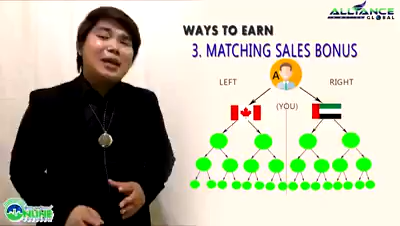 ALLIANCE
GLOBAL
WAYS TO EARN
3. MATCHING SALES BONUS
A
LEFT
RIGHT
(YOU)
ONLINE